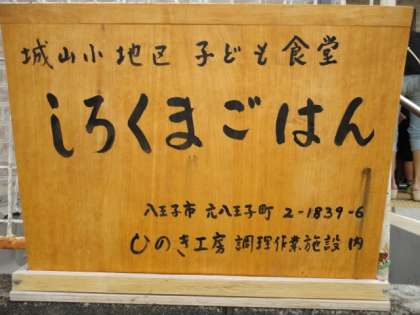 城山小地区 子ども食堂
しろくまごはん
八王子市 元八王子町 2-1839-6
ひのき工房 調理作業施設内